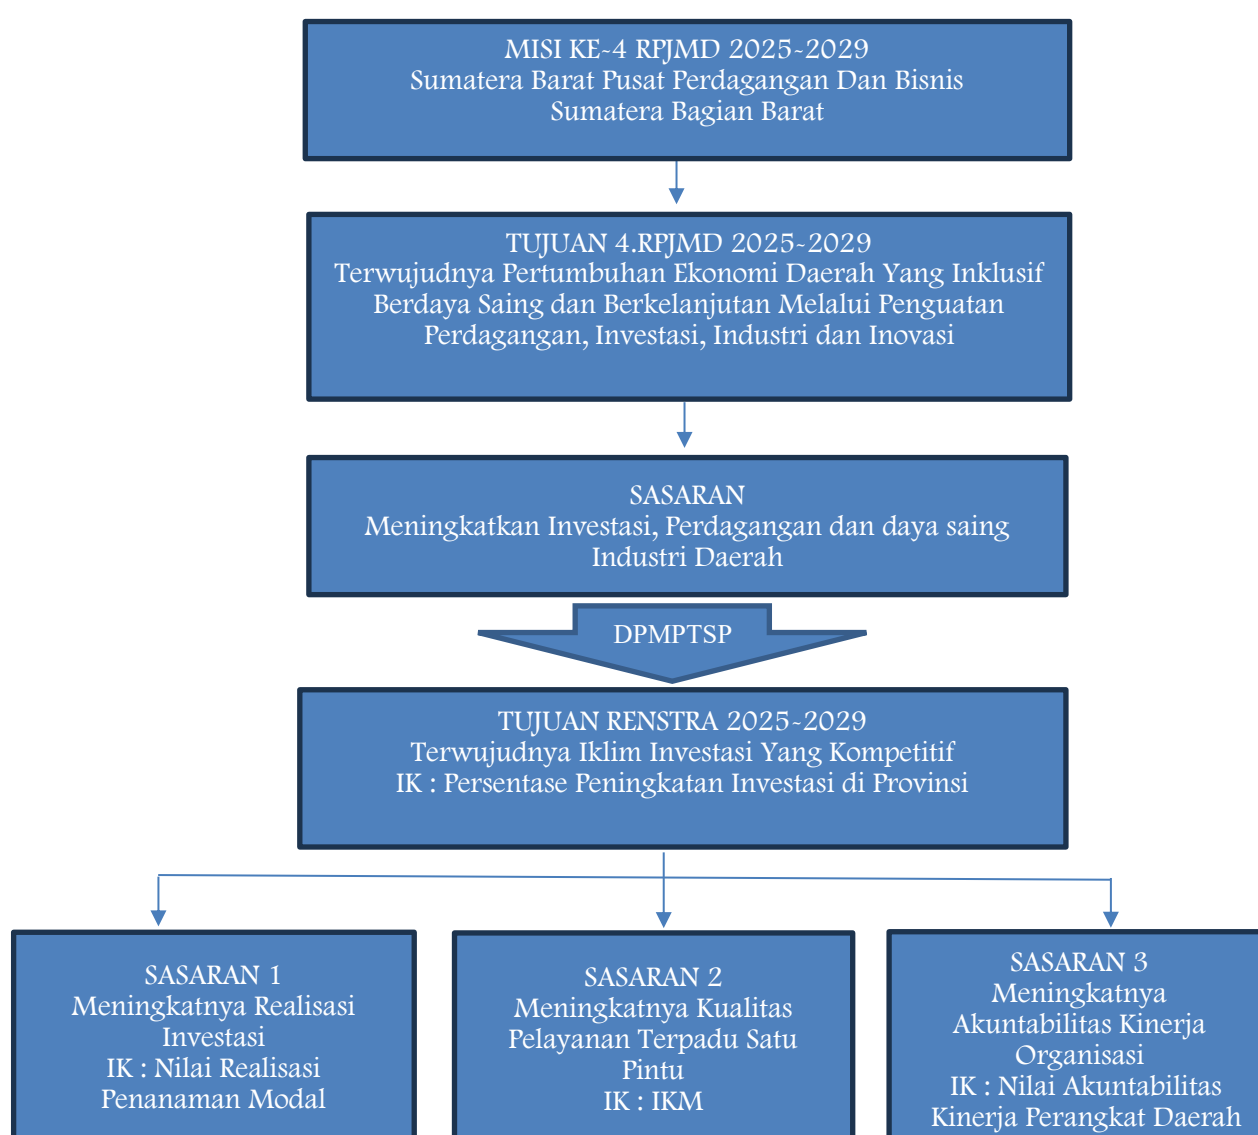 MISI KE-4 RPJMD 2025-2029
Sumatera Barat Pusat Perdagangan Dan Bisnis
Sumatera Bagian Barat
TUJUAN 4.RPJMD 2025-2029
Terwujudnya Pertumbuhan Ekonomi Daerah Yang Inklusif
Berdaya Saing dan Berkelanjutan Melalui Penguatan
Perdagangan, Investasi, Industri dan Inovasi
SASARAN
Meningkatkan Investasi, Perdagangan dan daya saing
Industri Daerah
DPMPTSP
TUJUAN RENSTRA 2025-2029
Terwujudnya Iklim Investasi Yang Kompetitif
IK : Persentase Peningkatan Investasi di Provinsi
SASARAN 1
Meningkatnya Realisasi
Investasi
IK : Nilai Realisasi
Penanaman Modal
SASARAN 2
Meningkatnya Kualitas
Pelayanan Terpadu Satu
Pintu
IK : IKM
SASARAN 3
Meningkatnya
Akuntabilitas Kinerja
Organisasi
IK : Nilai Akuntabilitas
Kinerja Perangkat Daerah